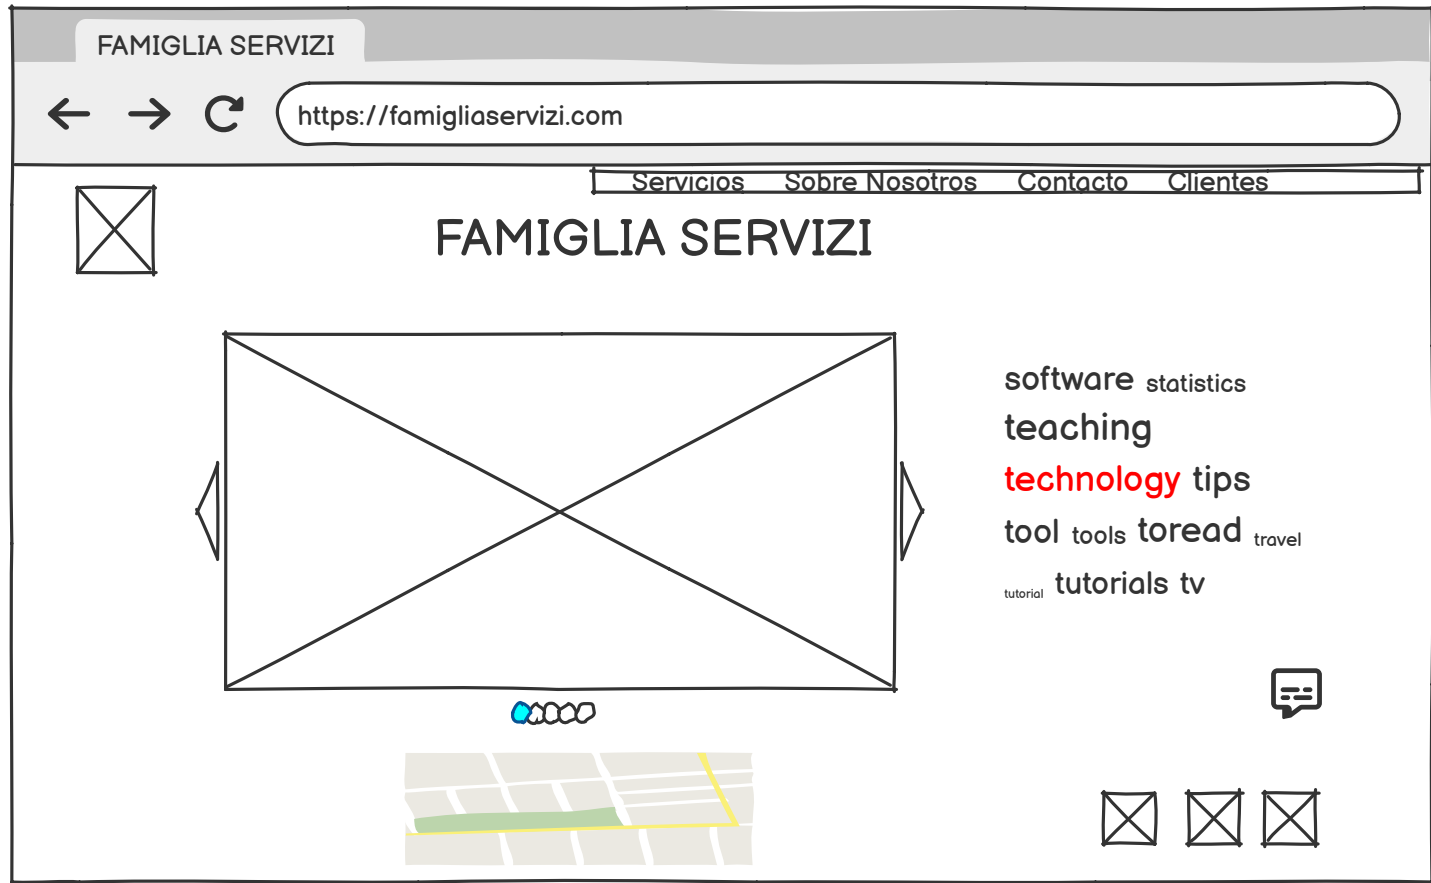 FAMIGLIA SERVIZI
https://famigliaservizi.com
Servicios Sobre Nosotros Contacto Clientes
FAMIGLIA SERVIZI
software statistics
teaching
technology tips
tool tools toread travel
tutorial tutorials tv